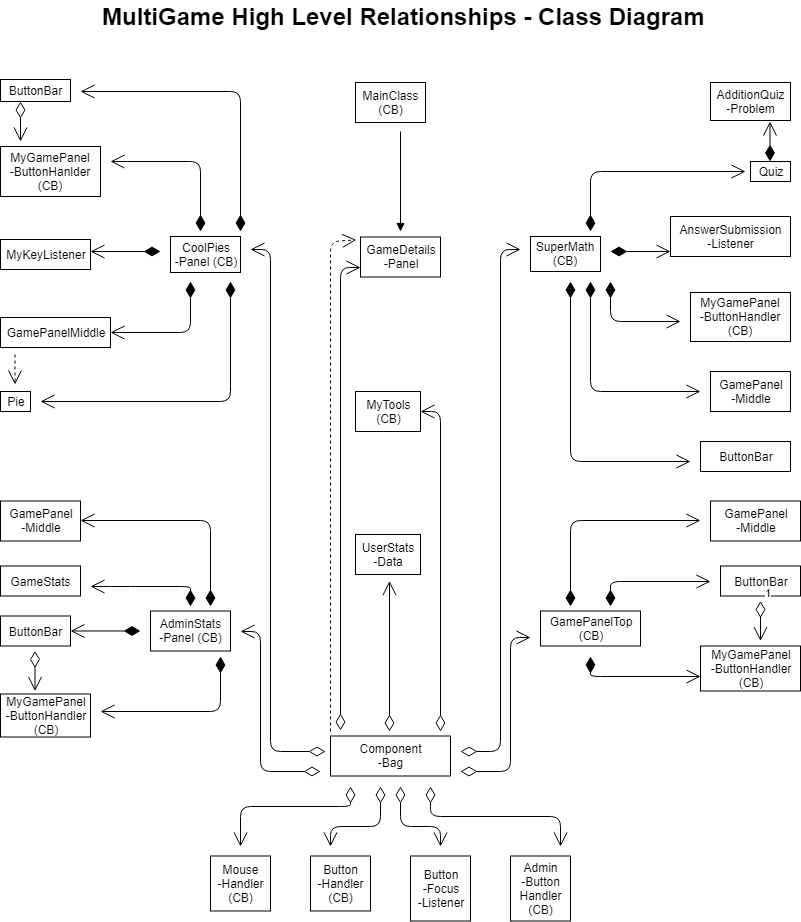 MultiGame High Level Relationships - Class Diagram
ButtonBar
MyGamePanel
-ButtonHanlder
(CB)
MyKeyListener
CoolPies
-Panel (CB)
GamePanelMiddle
Pie
MainClass
(CB)
GameDetails
-Panel
MyTools
(CB)
UserStats
-Data
AdditionQuiz
-Problem
Quiz
SuperMath
(CB)
AnswerSubmission
-Listener
MyGamePanel
-ButtonHandler
(CB)
GamePanel
-Middle
ButtonBar
GamePanel
-Middle
GameStats
ButtonBar
AdminStats
-Panel (CB)
MyGamePanel
-ButtonHandler
(CB)
GamePanel
-Middle
ButtonBar
1
GamePanelTop
(CB)
MyGamePanel
-ButtonHandler
(CB)
Component
-Bag
Mouse
-Handler
(CB)
Button
-Handler
(CB)
Button
-Focus
-Listener
Admin
-Button
Handler
(CB)